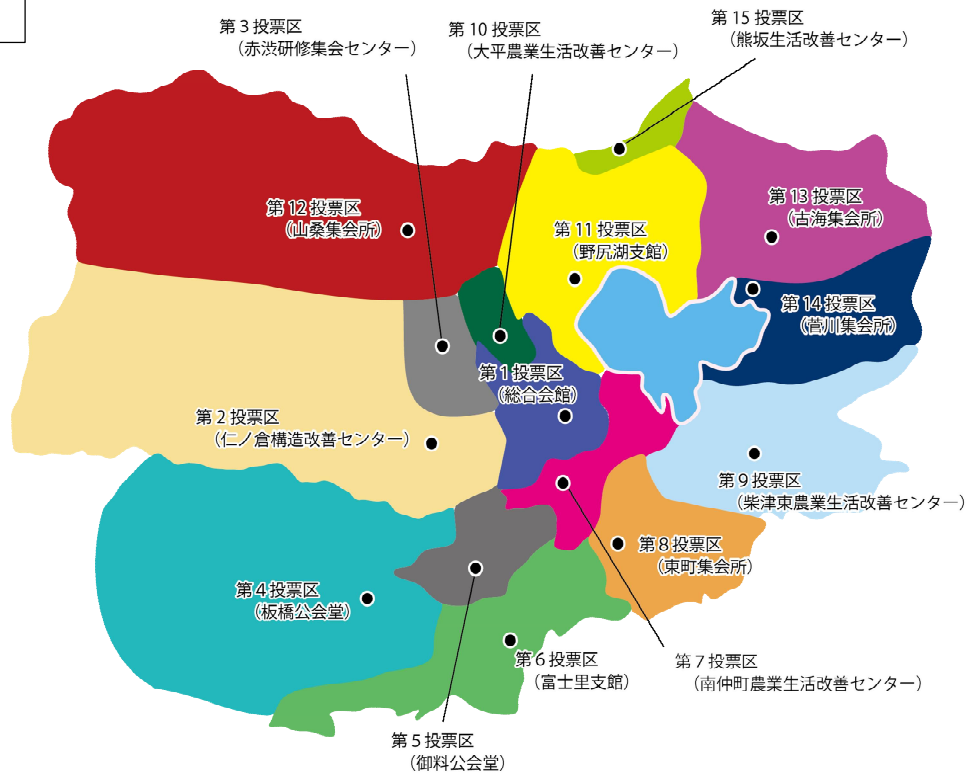 第3投票区
（赤渋研修集会センター）
第10投票区
（大平農業生活改善センター）
第15投票区
（熊坂生活改善センター）
第12投票区
（山桑集会所）
第11投票区
（野尻湖支館）
第13投票区
（古海集会所）
第14投票区
（菅川集会所）
第1投票区
（総合会館）
第2投票区
（仁ノ倉構造改善センター）
第9投票区
（柴津東農業生活改善センター）
第8投票区
（東町集会所）
第4投票区
（板橋公会堂）
第6投票区
（富士里支館）
第7投票区
（南仲町農業生活改善センター）
第5投票区
（御料公会堂）